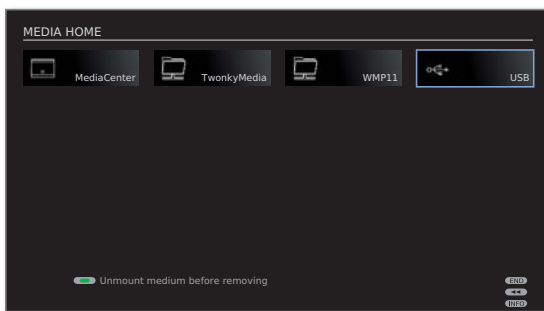 MEDIA HOME
MediaCenter TwonkyMedia WMP11 USB
Unmount medium before removing
END
INFO